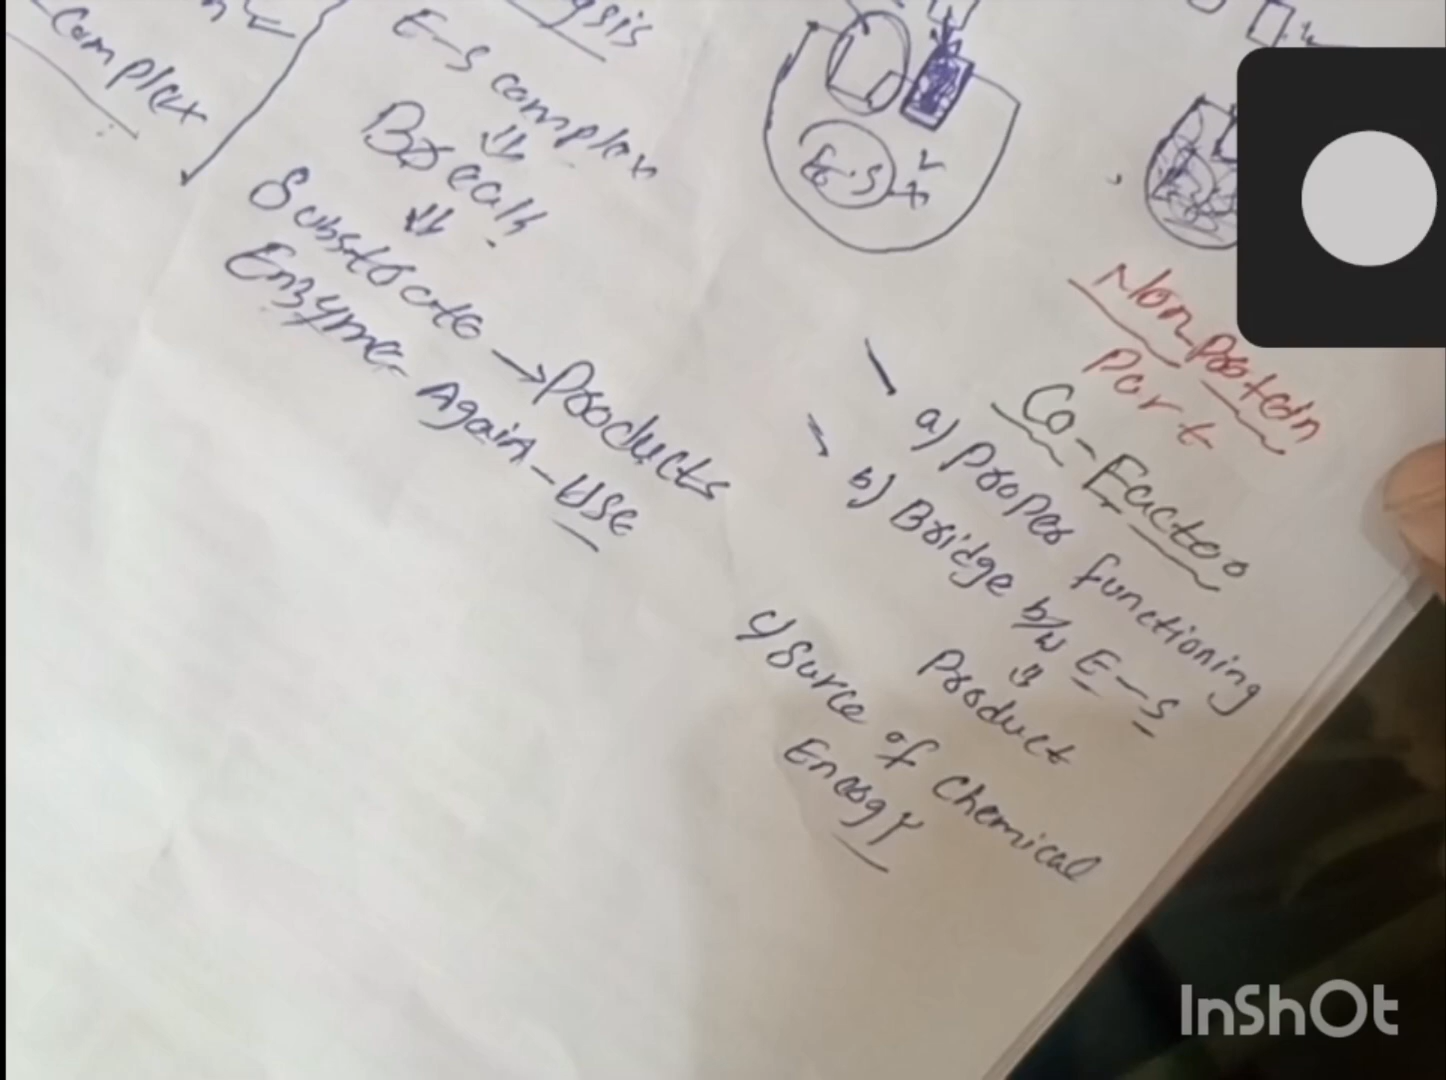 Complex
E-S complex
Break
Substrate → Products
Enzyme Again-Use
E-S
Non-Protein
Part
Co-Factor
a) Proper functioning
b) Bridge b/w E-S
Product
c) Surce of chemical
Energy
InShOt